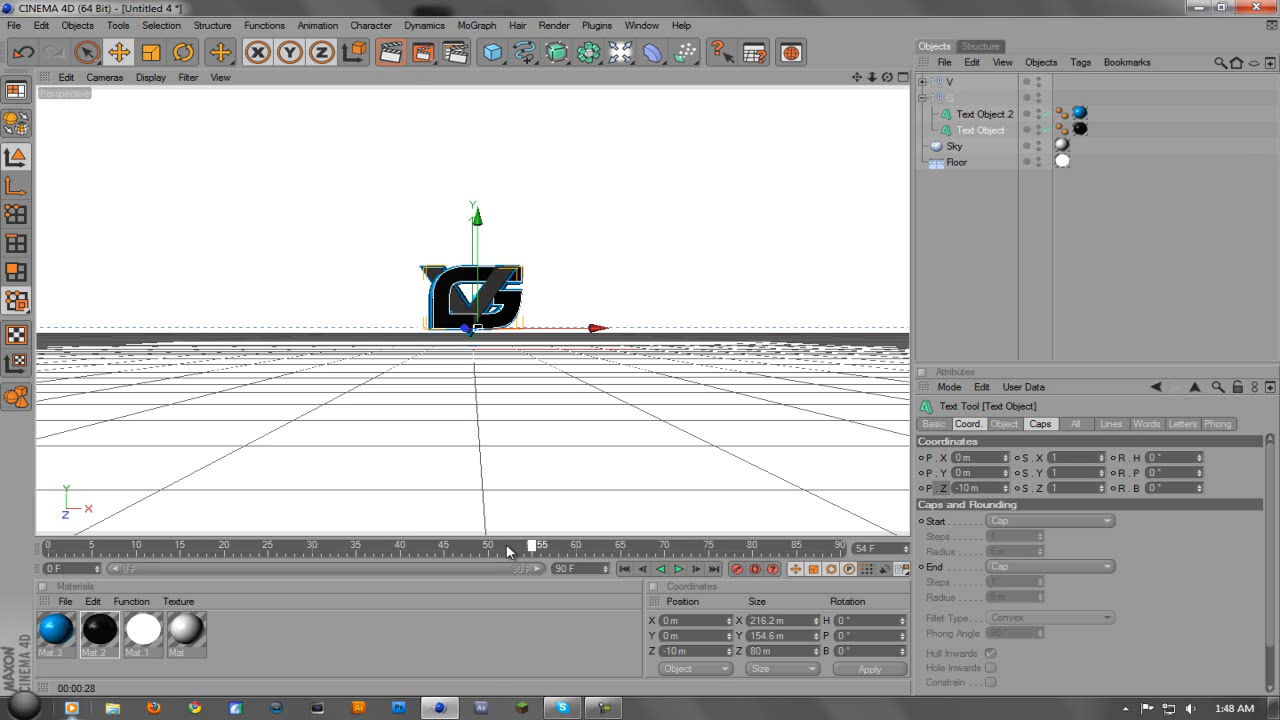 CINEMA 4D (64 Bit) - [Untitled 4 *]
File Edit Objects Tools Selection Structure Functions Animation Character Dynamics MoGraph Hair Render Plugins Window Help
Edit Cameras Display Filter View
Perspective
Y
VG
Y
Z X
0 5 10 15 20 25 30 35 40 45 50 55 60 65 70 75 80 85 90 54 F
0 F 0 F 90 F 90 F
Materials
File Edit Function Texture
Mat.3 Mat.2 Mat.1 Mat
MAXON
CINEMA 4D
00:00:28
Coordinates
Position Size Rotation
X 0 m X 216.2 m H 0 °
Y 0 m Y 154.6 m P 0 °
Z -10 m Z 80 m B 0 °
Object Size Apply
Objects Structure
File Edit View Objects Tags Bookmarks
V
G
Text Object.2
Text Object
Sky
Floor
Attributes
Mode Edit User Data
Text Tool [Text Object]
Basic Coord. Object Caps All Lines Words Letters Phong
Coordinates
P . X 0 m S . X 1 R . H 0 °
P . Y 0 m S . Y 1 R . P 0 °
P . Z -10 m S . Z 1 R . B 0 °
Caps and Rounding
Start Cap
Steps 1
Radius 5 m
End Cap
Steps 1
Radius 5 m
Fillet Type Convex
Phong Angle 60 °
Hull Inwards
Hole Inwards
Constrain
1:48 AM